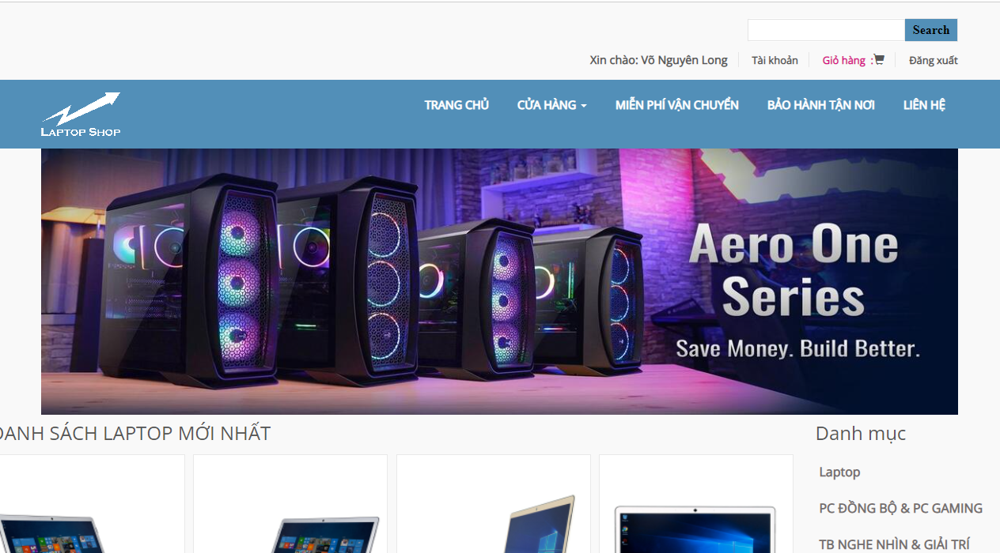 Search
Xin chào: Võ Nguyên Long
Tài khoản
Giỏ hàng :
Đăng xuất
LAPTOP SHOP
TRANG CHỦ
CỬA HÀNG
MIỄN PHÍ VẬN CHUYỂN
BẢO HÀNH TẬN NƠI
LIÊN HỆ
Aero One
Series
Save Money. Build Better.
DANH SÁCH LAPTOP MỚI NHẤT
Danh mục
Laptop
PC ĐỒNG BỘ & PC GAMING
TB NGHE NHÌN & GIẢI TRÍ